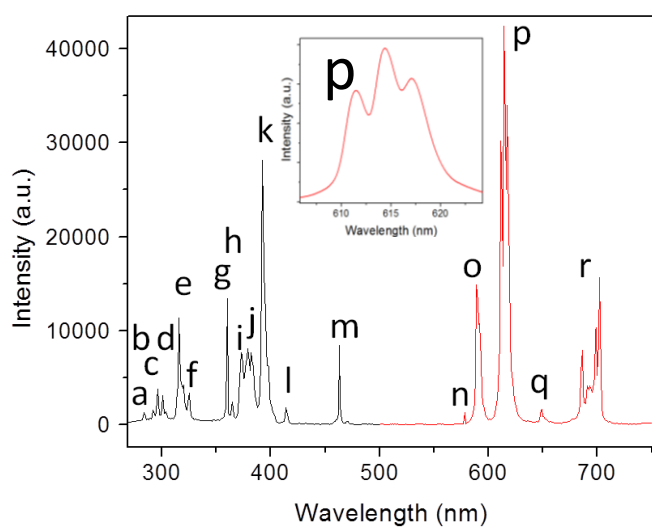 40000
30000
20000
10000
0
Intensity (a.u.)
300
400
500
600
700
Wavelength (nm)
a
b
c
d
e
f
g
h
i
j
k
l
m
n
o
p
q
r
p
Intensity (a.u.)
610
615
620
Wavelength (nm)